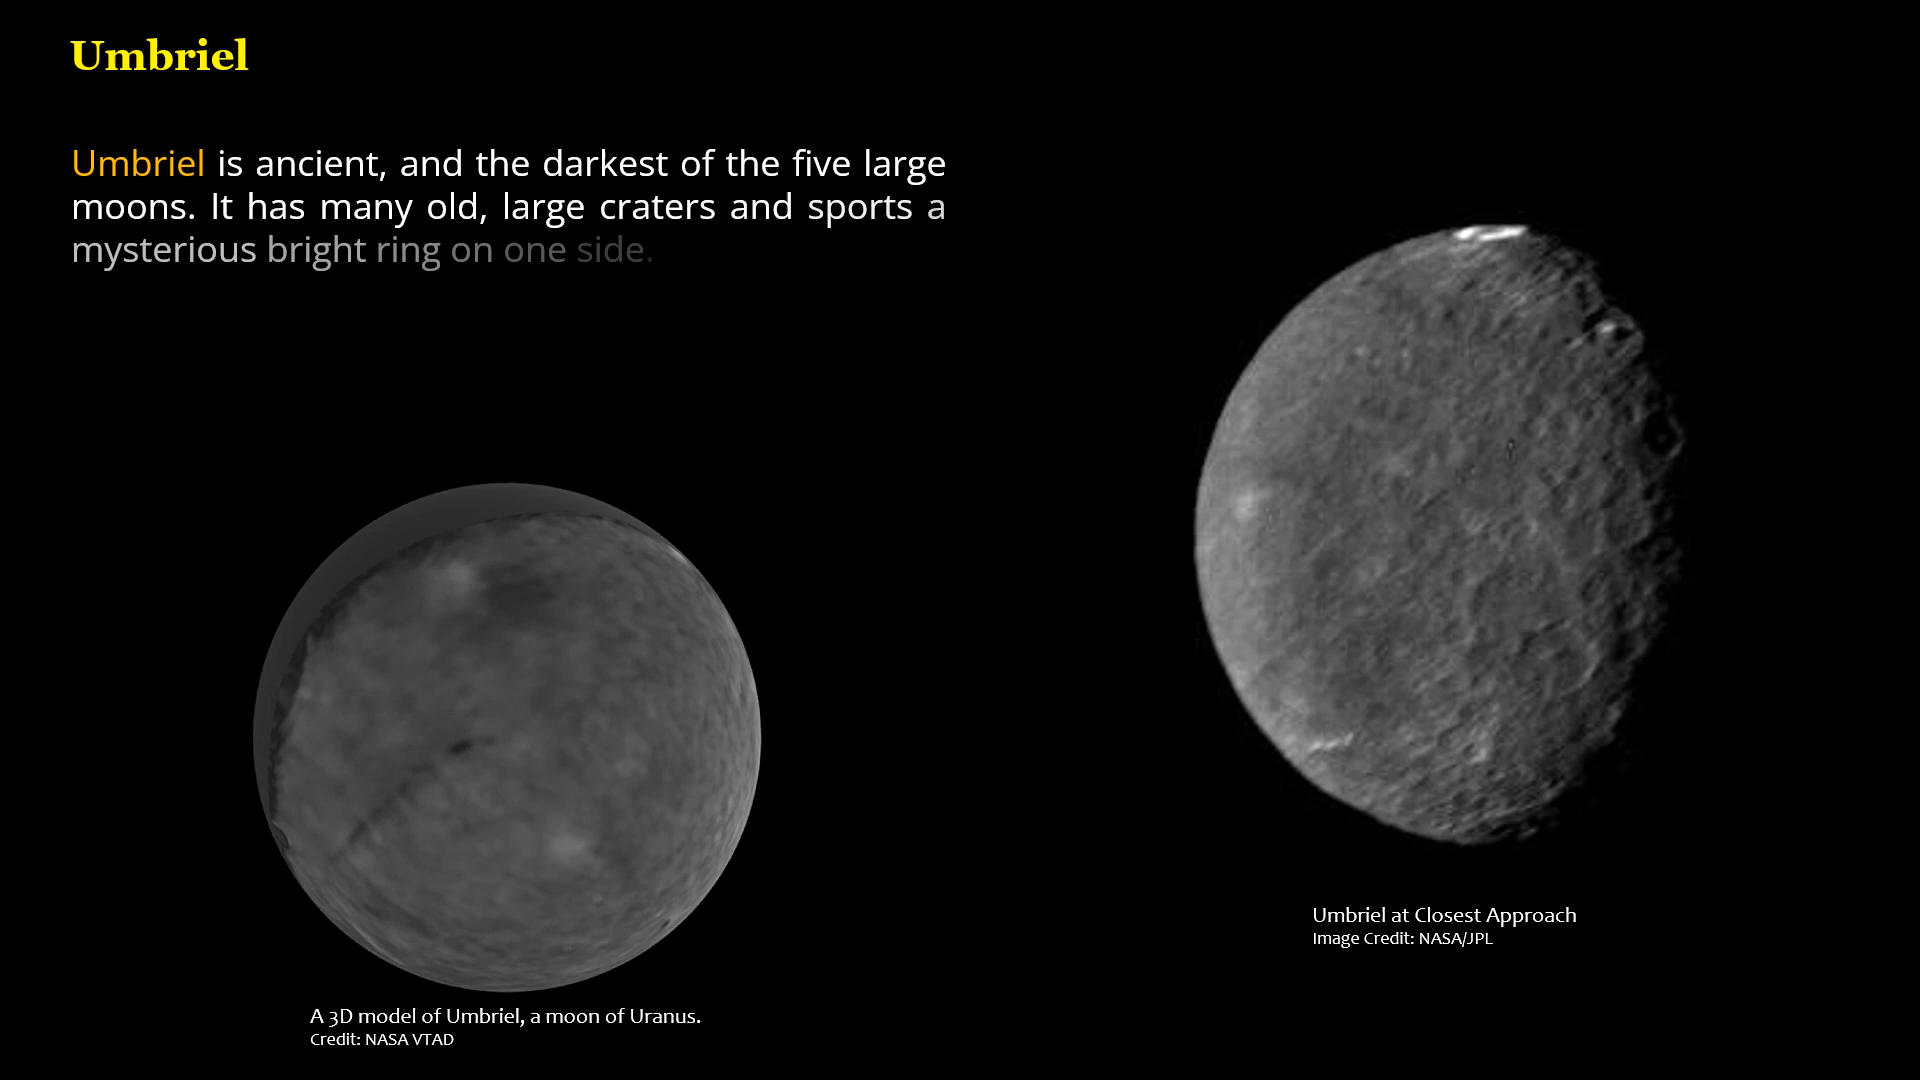 Umbriel
Umbriel is ancient, and the darkest of the five large
moons. It has many old, large craters and sports a
mysterious bright ring on one side.
A 3D model of Umbriel, a moon of Uranus.
Credit: NASA VTAD
Umbriel at Closest Approach
Image Credit: NASA/JPL